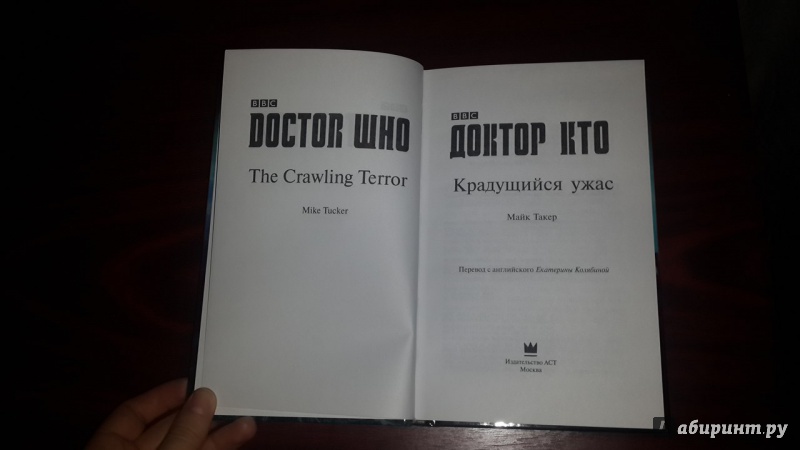 BBC
DOCTOR WHO
The Crawling Terror
Mike Tucker
BBC
ДОКТОР КТО
Крадущийся ужас
Майк Такер
Перевод с английского Екатерины Колябиной
Издательство АСТ
Москва
абиринт.ру